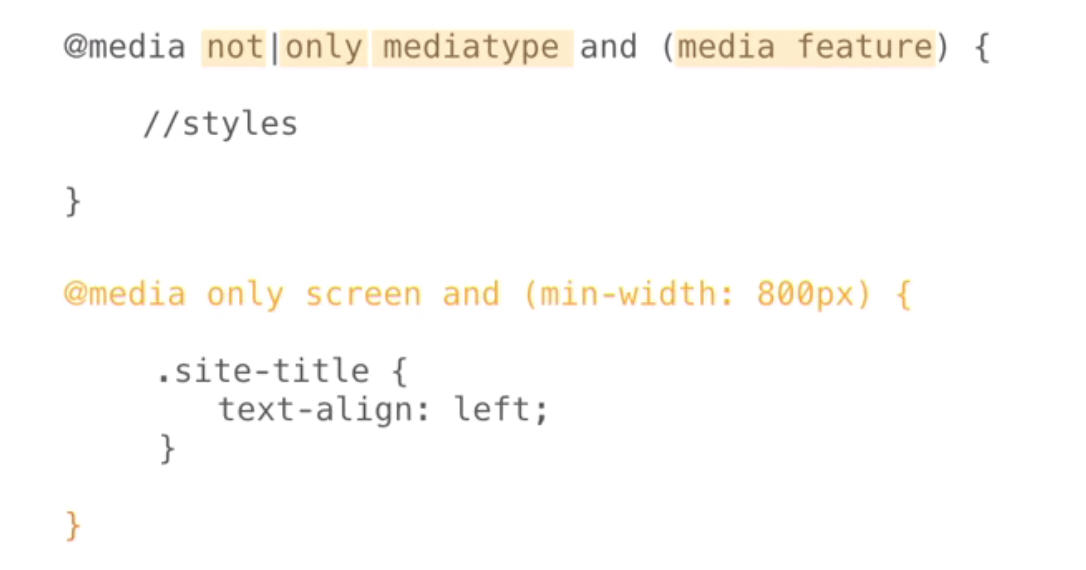 @media not|only mediatype and (media feature) {
//styles
}
@media only screen and (min-width: 800px) {
.site-title {
text-align: left;
}
}